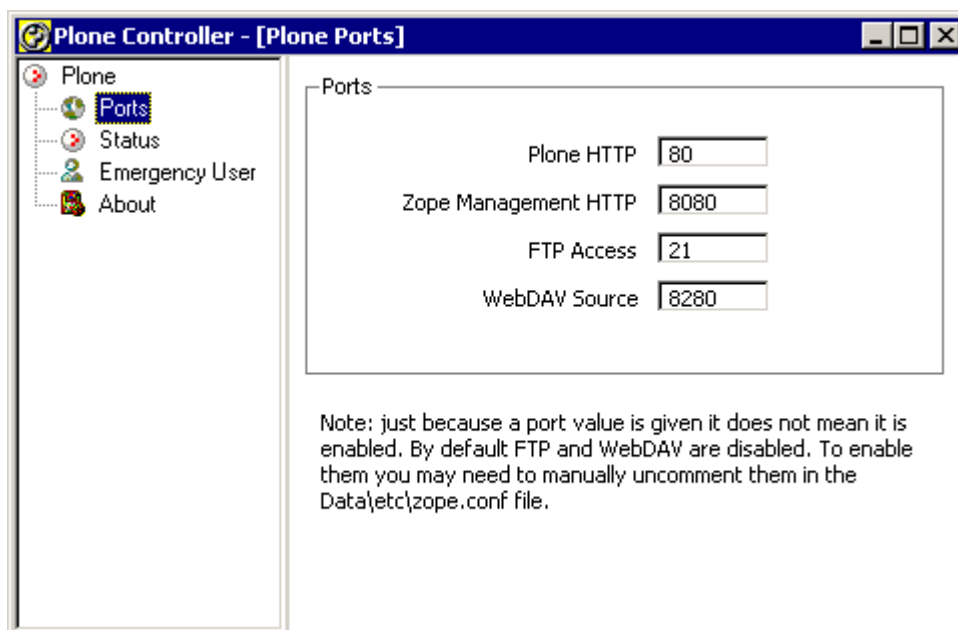 Plone Controller - [Plone Ports]
Plone
Ports
Status
Emergency User
About
Ports
Plone HTTP 80
Zope Management HTTP 8080
FTP Access 21
WebDAV Source 8280
Note: just because a port value is given it does not mean it is
enabled. By default FTP and WebDAV are disabled. To enable
them you may need to manually uncomment them in the
Data\etc\zope.conf file.